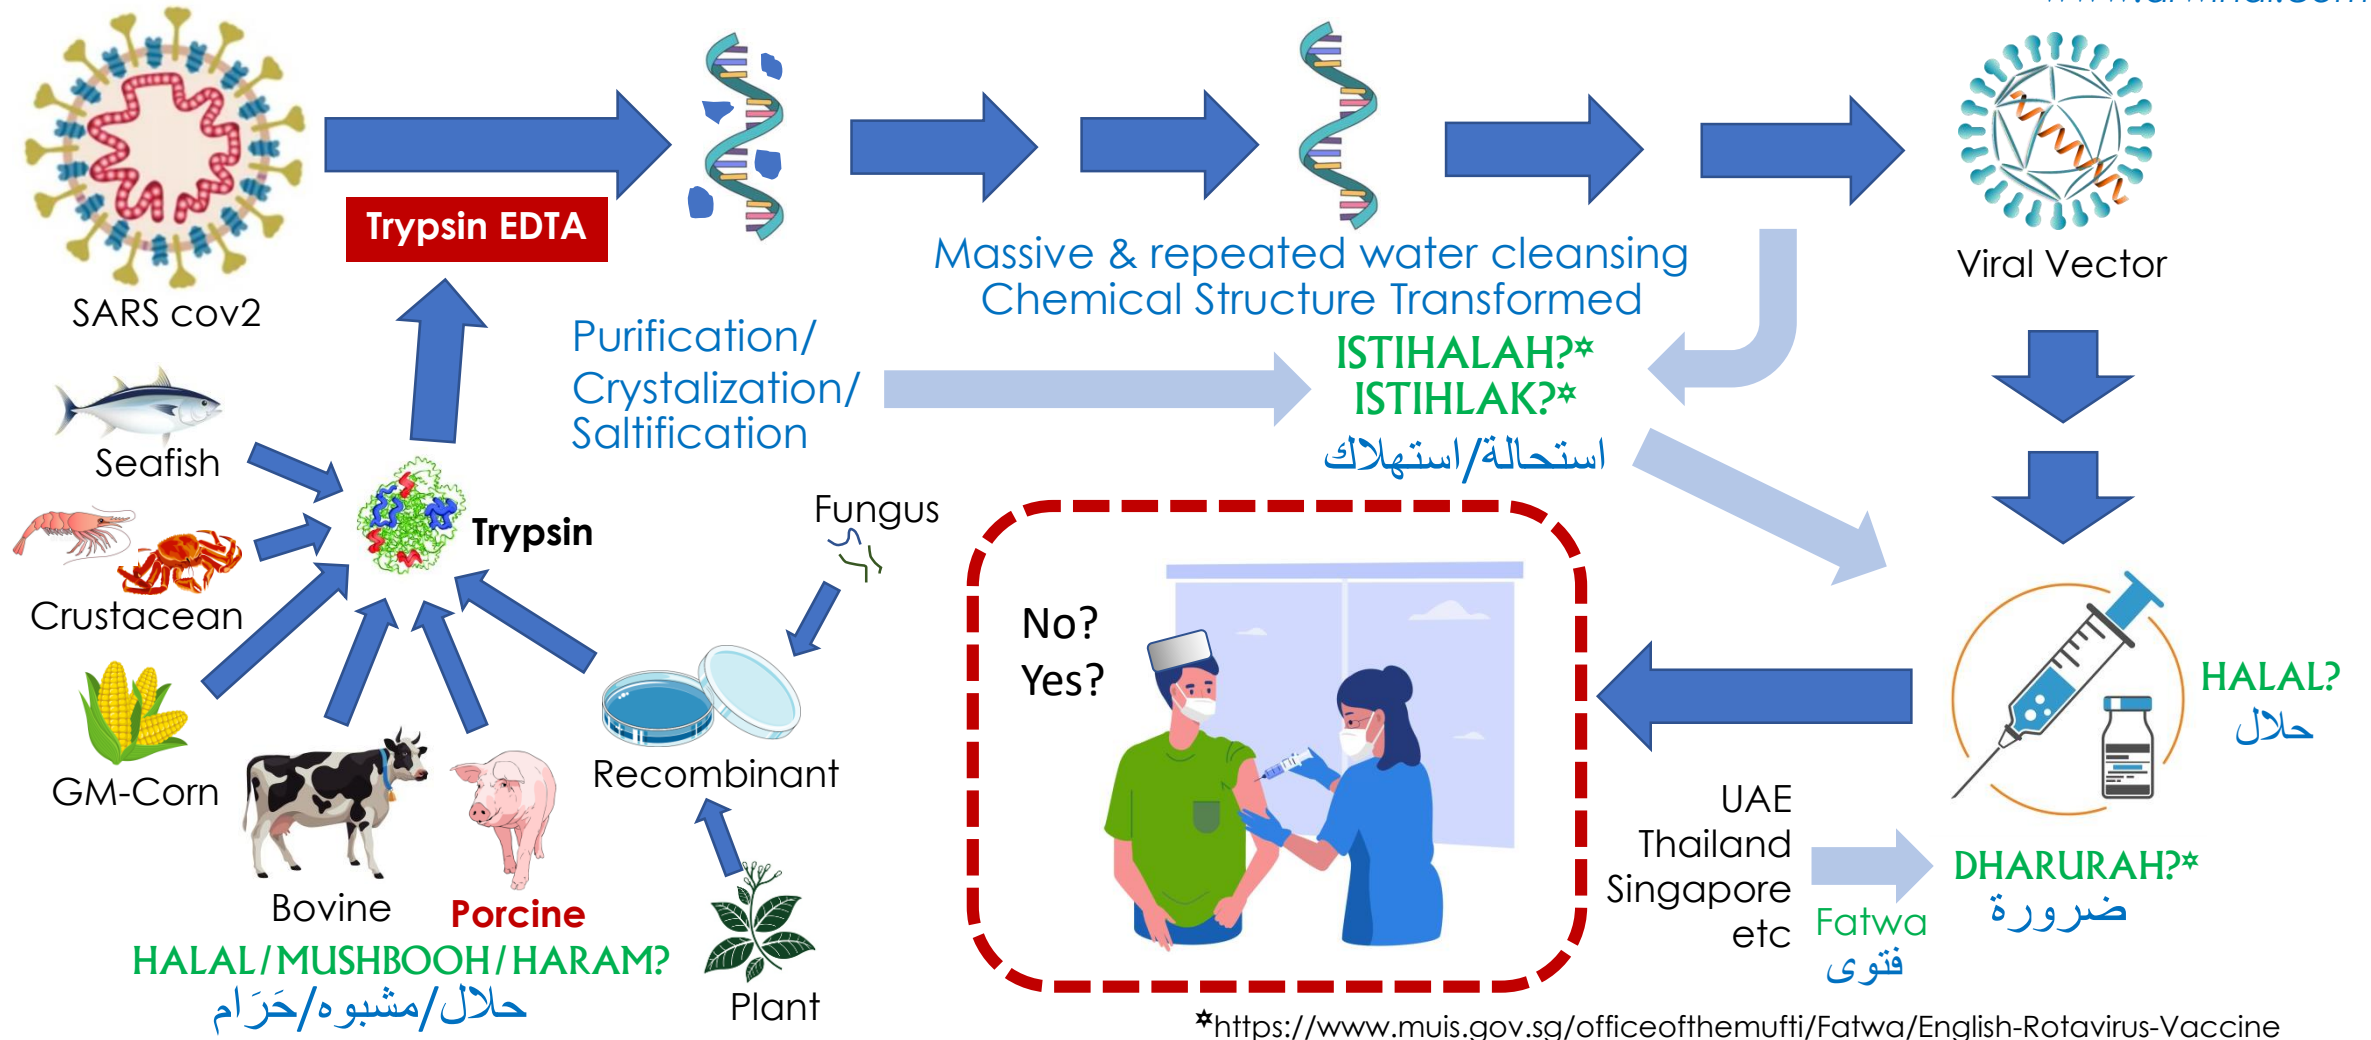 SARS cov2
Trypsin EDTA
Massive & repeated water cleansing
Chemical Structure Transformed
Viral Vector
Purification/
Crystalization/
Saltification
ISTIHALAH?*
ISTIHLAK?*
استحالة/استهلاك
Seafish
Crustacean
GM-Corn
Bovine
Porcine
Trypsin
Fungus
Recombinant
Plant
HALAL/MUSHBOOH/HARAM?
حلال/مشبوه/حَرَام
No?
Yes?
HALAL?
حلال
UAE
Thailand
Singapore
etc
Fatwa
فتوى
DHARURAH?*
ضرورة
*https://www.muis.gov.sg/officeofthemufti/Fatwa/English-Rotavirus-Vaccine